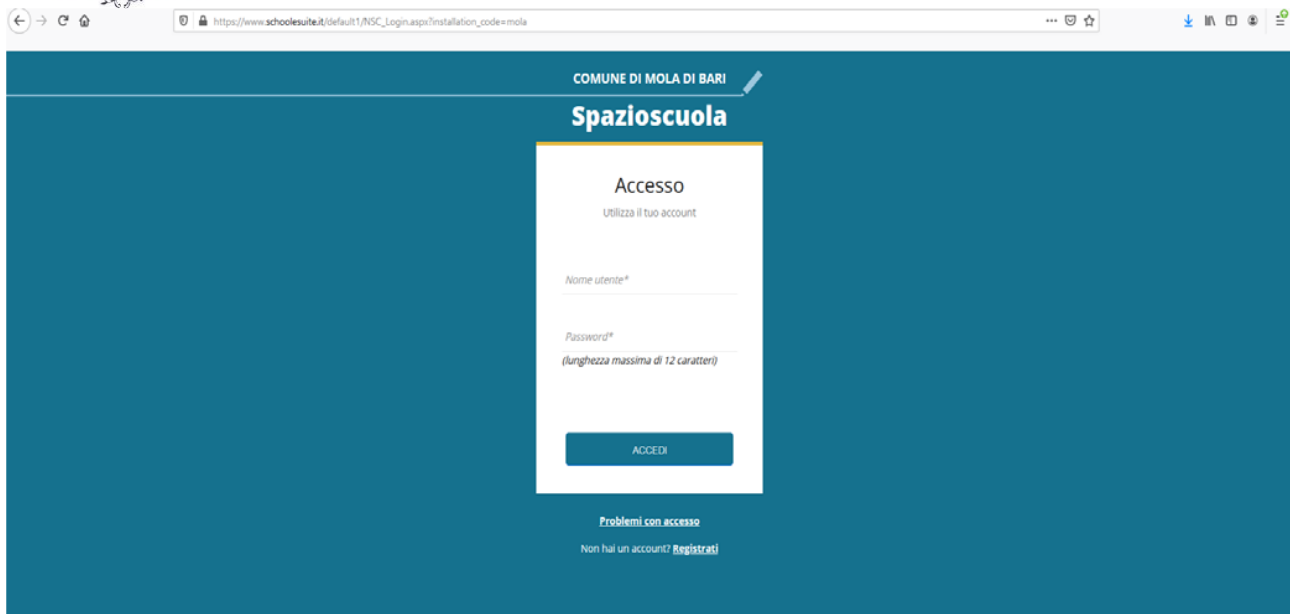 https://www.schoolesuite.it/default1/NSC_Login.aspx?installation_code=mola
COMUNE DI MOLA DI BARI
Spazioscuola
Accesso
Utilizza il tuo account
Nome utente*
Password*
(lunghezza massima di 12 caratteri)
ACCEDI
Problemi con accesso
Non hai un account? Registrati